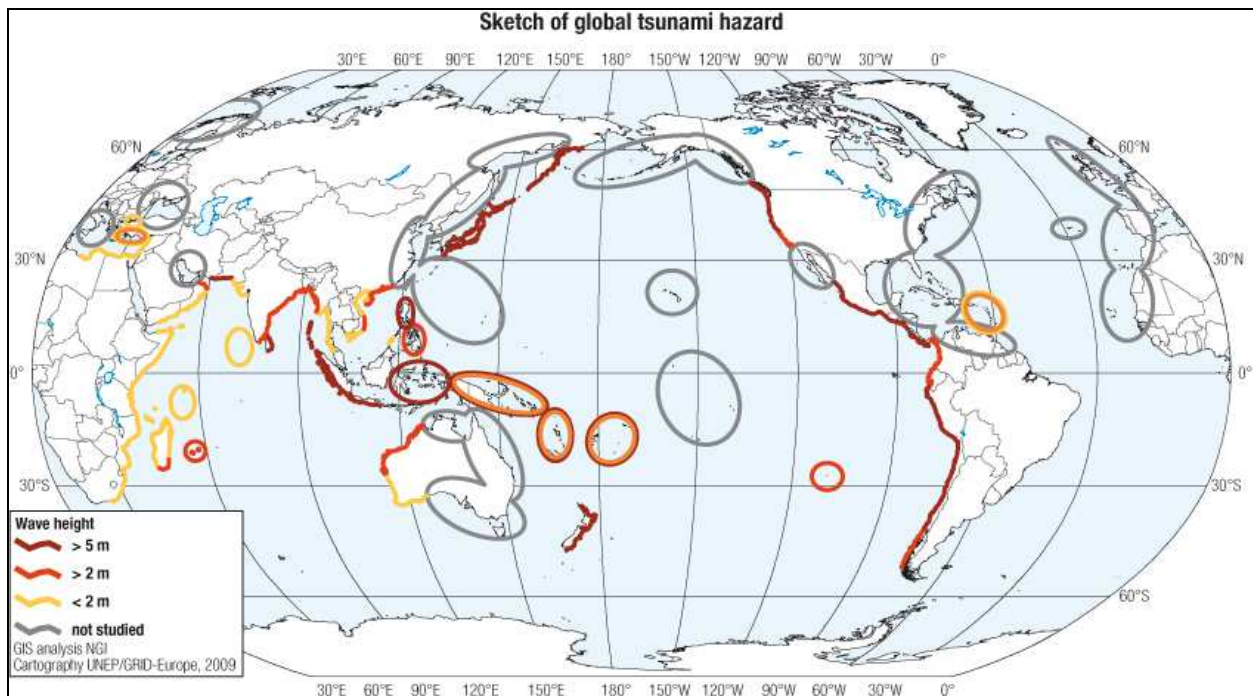 Sketch of global tsunami hazard
30°E 60°E 90°E 120°E 150°E 180° 150°W 120°W 90°W 60°W 30°W 0°
60°N 60°N
30°N 30°N
0° 0°
30°S 30°S
60°S
Wave height
> 5 m
> 2 m
< 2 m
not studied
GIS analysis NGI
Cartography UNEP/GRID-Europe, 2009
30°E 60°E 90°E 120°E 150°E 180° 150°W 120°W 90°W 60°W 30°W 0°